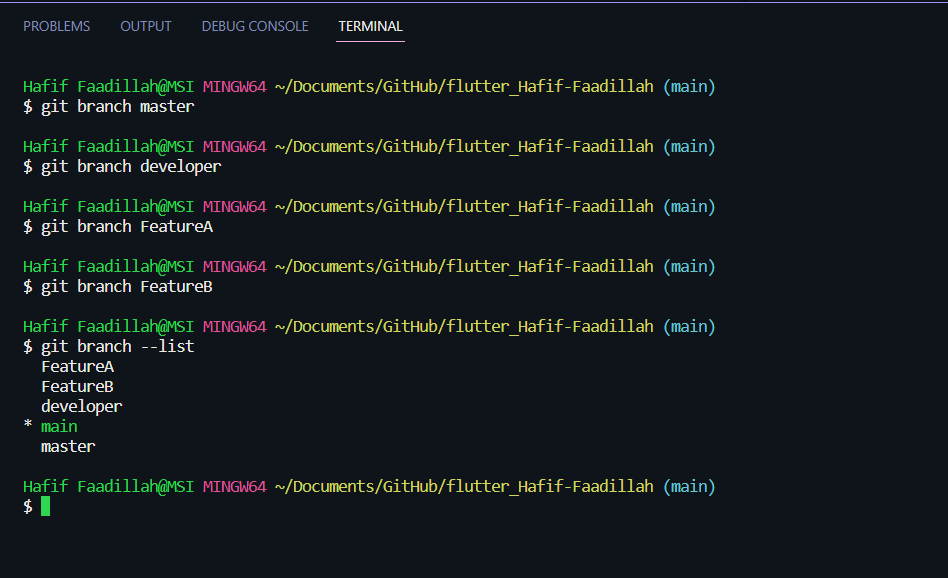 PROBLEMS OUTPUT DEBUG CONSOLE TERMINAL
Hafif Faadillah@MSI MINGW64 ~/Documents/GitHub/flutter_Hafif-Faadillah (main)
$ git branch master
Hafif Faadillah@MSI MINGW64 ~/Documents/GitHub/flutter_Hafif-Faadillah (main)
$ git branch developer
Hafif Faadillah@MSI MINGW64 ~/Documents/GitHub/flutter_Hafif-Faadillah (main)
$ git branch FeatureA
Hafif Faadillah@MSI MINGW64 ~/Documents/GitHub/flutter_Hafif-Faadillah (main)
$ git branch FeatureB
Hafif Faadillah@MSI MINGW64 ~/Documents/GitHub/flutter_Hafif-Faadillah (main)
$ git branch --list
  FeatureA
  FeatureB
  developer
* main
  master
Hafif Faadillah@MSI MINGW64 ~/Documents/GitHub/flutter_Hafif-Faadillah (main)
$